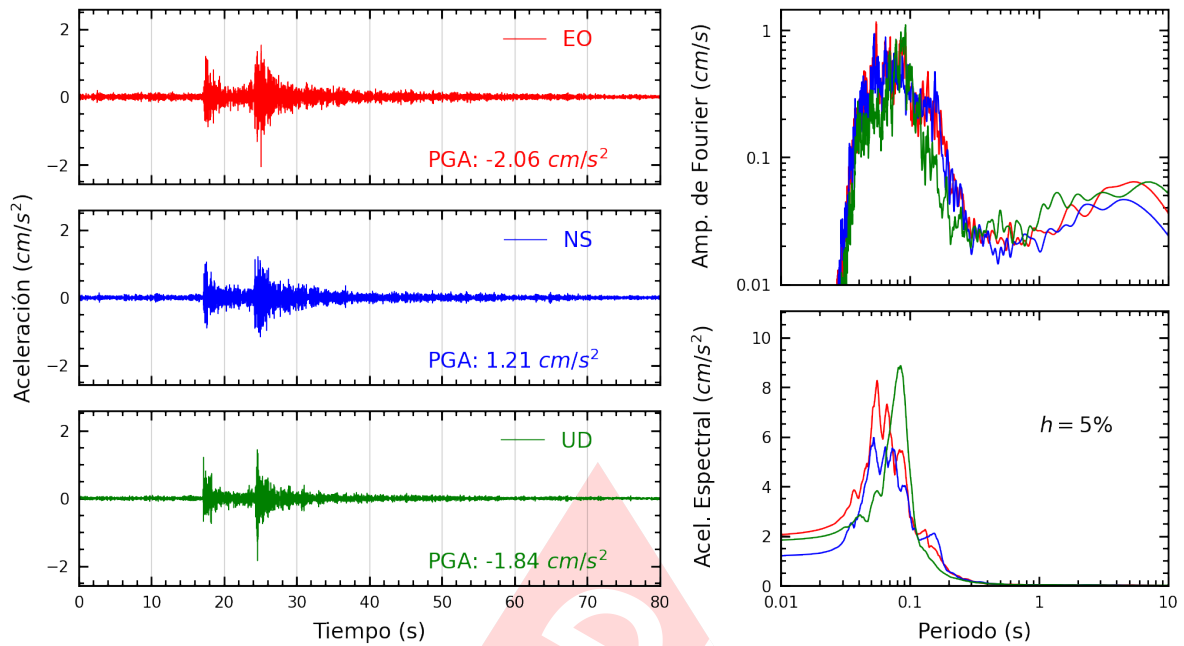 Aceleración (cm/s²)
2
0
−2
EO
PGA: -2.06 cm/s²
2
0
−2
NS
PGA: 1.21 cm/s²
2
0
−2
UD
PGA: -1.84 cm/s²
0 10 20 30 40 50 60 70 80
Tiempo (s)
Amp. de Fourier (cm/s)
1
0.1
0.01
Acel. Espectral (cm/s²)
10
8
6
4
2
0
h = 5%
0.01 0.1 1 10
Periodo (s)